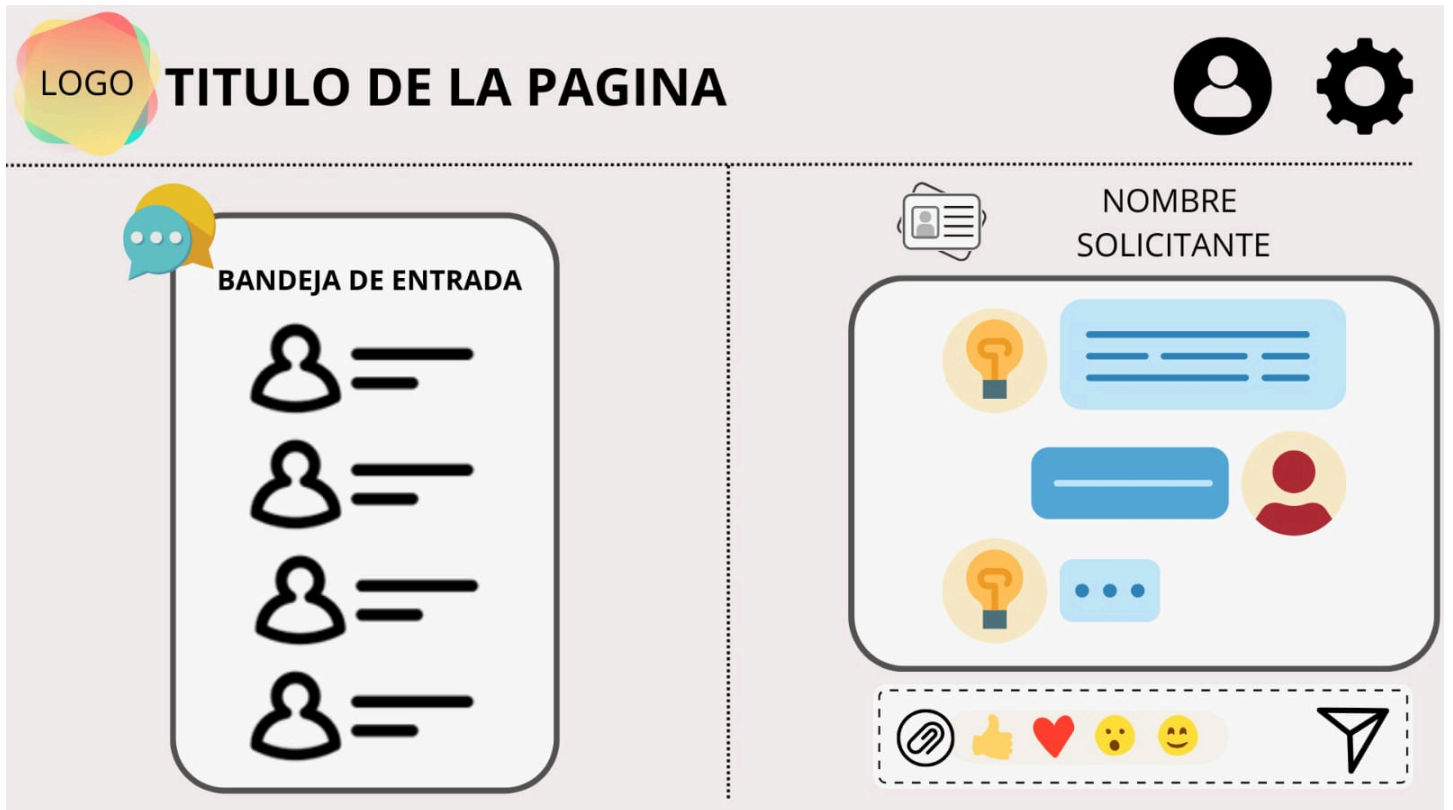 LOGO
TITULO DE LA PAGINA
BANDEJA DE ENTRADA
NOMBRE
SOLICITANTE